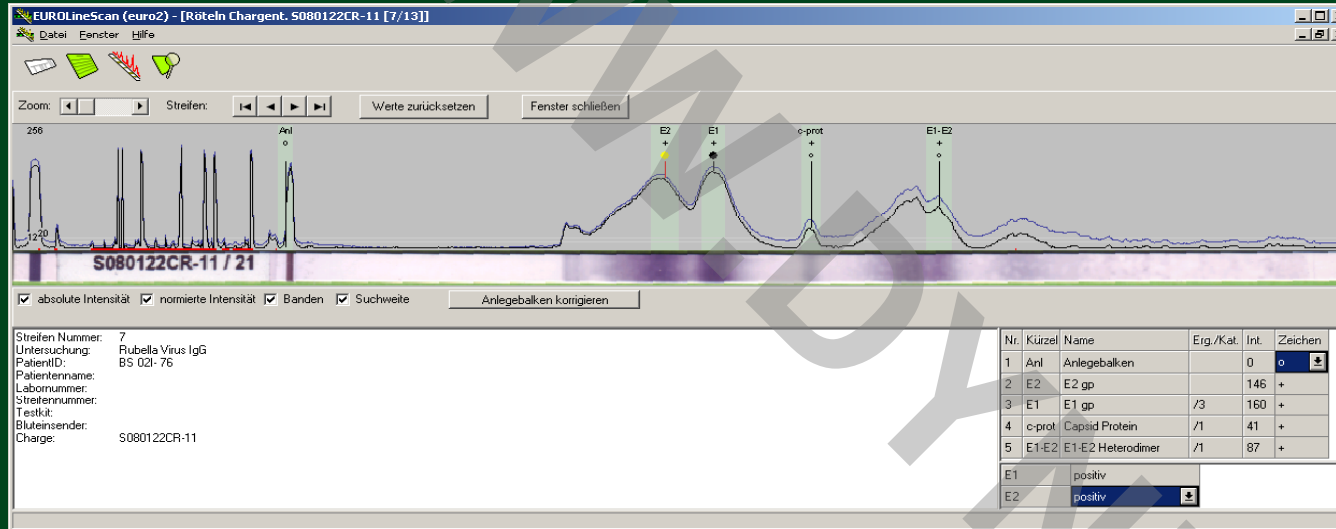 EUROLineScan (euro2) - [Röteln Chargent. S080122CR-11 [7/13]]
Datei Fenster Hilfe
Zoom: Streifen: Werte zurücksetzen Fenster schließen
256 Anl E2 E1 c-prot E1-E2
o + + + +
o o
12 20
S080122CR-11 / 21
absolute Intensität normierte Intensität Banden Suchweite Anlegebalken korrigieren
Streifen Nummer: 7
Untersuchung: Rubella Virus IgG
PatientID: BS 02I- 76
Patientenname:
Labornummer:
Streifennummer:
Testkit:
Bluteinsender:
Charge: S080122CR-11
Nr. Kürzel Name Erg./Kat. Int. Zeichen
1 Anl Anlegebalken 0 o
2 E2 E2 gp 146 +
3 E1 E1 gp /3 160 +
4 c-prot Capsid Protein /1 41 +
5 E1-E2 E1-E2 Heterodimer /1 87 +
E1 positiv
E2 positiv